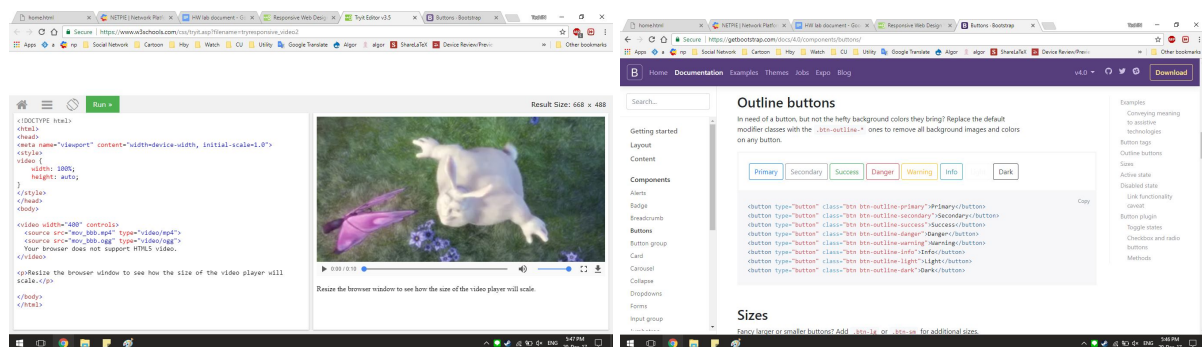 home.html
NETPIE | Network Platfo
HW lab document - Go
Responsive Web Design
Tryit Editor v3.5
Buttons · Bootstrap
Secure | https://www.w3schools.com/css/tryit.asp?filename=tryresponsive_video2
Apps a np Social Network Cartoon Hby Watch CU Utility Google Translate Algor algor ShareLaTeX Device Review/Previ » Other bookmarks
Run »
Result Size: 668 x 488
<!DOCTYPE html>
<html>
<head>
<meta name="viewport" content="width=device-width, initial-scale=1.0">
<style>
video {
width: 100%;
height: auto;
}
</style>
</head>
<body>
<video width="400" controls>
<source src="mov_bbb.mp4" type="video/mp4">
<source src="mov_bbb.ogg" type="video/ogg">
Your browser does not support HTML5 video.
</video>
<p>Resize the browser window to see how the size of the video player will
scale.</p>
</body>
</html>
0:00 / 0:10
Resize the browser window to see how the size of the video player will scale.
ENG
5:47 PM
home.html
NETPIE | Network Platfo
HW lab document - Go
Responsive Web Design
Buttons · Bootstrap
Secure | https://getbootstrap.com/docs/4.0/components/buttons/
Apps a np Social Network Cartoon Hby Watch CU Utility Google Translate Algor algor ShareLaTeX Device Review/Previ » Other bookmarks
B Home Documentation Examples Themes Jobs Expo Blog
v4.0
Download
Search...
Getting started
Layout
Content
Components
Alerts
Badge
Breadcrumb
Buttons
Button group
Card
Carousel
Collapse
Dropdowns
Forms
Input group
Outline buttons
In need of a button, but not the hefty background colors they bring? Replace the default
modifier classes with the .btn-outline-* ones to remove all background images and colors
on any button.
Primary Secondary Success Danger Warning Info Dark
Copy
<button type="button" class="btn btn-outline-primary">Primary</button>
<button type="button" class="btn btn-outline-secondary">Secondary</button>
<button type="button" class="btn btn-outline-success">Success</button>
<button type="button" class="btn btn-outline-danger">Danger</button>
<button type="button" class="btn btn-outline-warning">Warning</button>
<button type="button" class="btn btn-outline-info">Info</button>
<button type="button" class="btn btn-outline-light">Light</button>
<button type="button" class="btn btn-outline-dark">Dark</button>
Sizes
Fancy larger or smaller buttons? Add .btn-lg or .btn-sm for additional sizes.
Examples
Conveying meaning
to assistive
technologies
Button tags
Outline buttons
Sizes
Active state
Disabled state
Link functionality
caveat
Button plugin
Toggle states
Checkbox and radio
buttons
Methods
ENG
5:46 PM